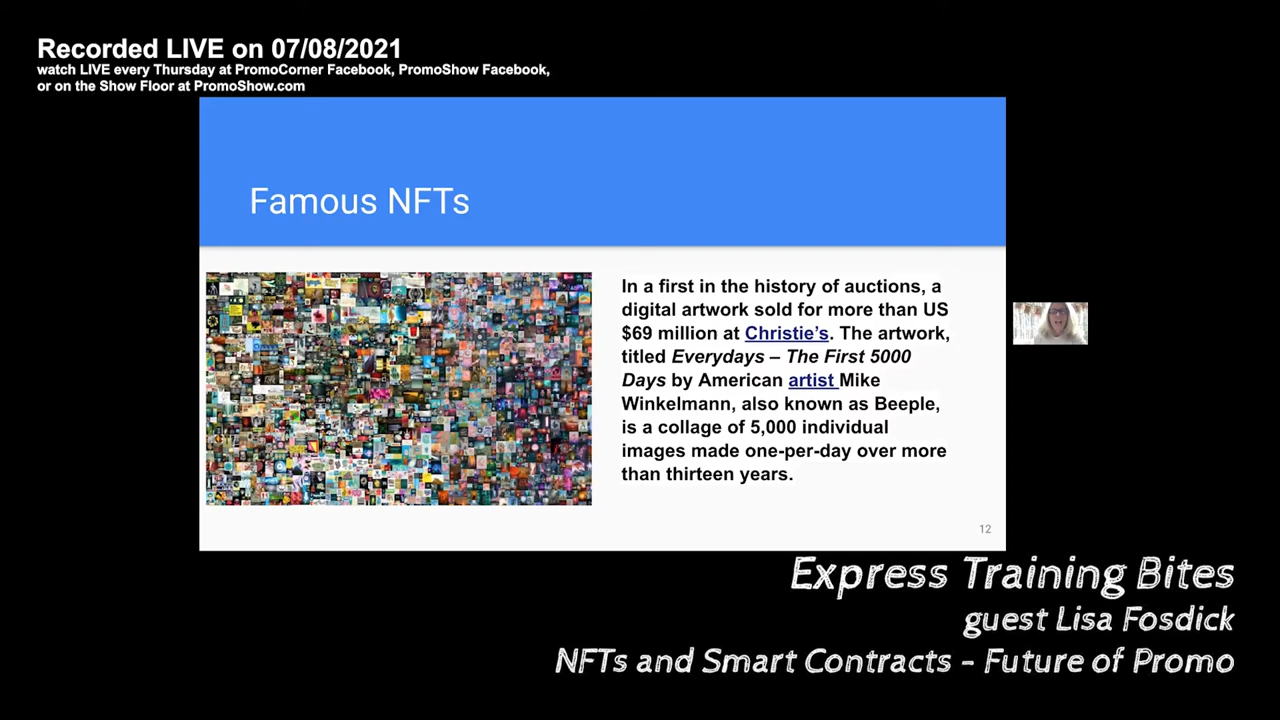 Recorded LIVE on 07/08/2021
watch LIVE every Thursday at PromoCorner Facebook, PromoShow Facebook,
or on the Show Floor at PromoShow.com
Famous NFTs
In a first in the history of auctions, a
digital artwork sold for more than US
$69 million at Christie's. The artwork,
titled Everydays – The First 5000
Days by American artist Mike
Winkelmann, also known as Beeple,
is a collage of 5,000 individual
images made one-per-day over more
than thirteen years.
12
Express Training Bites
guest Lisa Fosdick
NFTs and Smart Contracts - Future of Promo